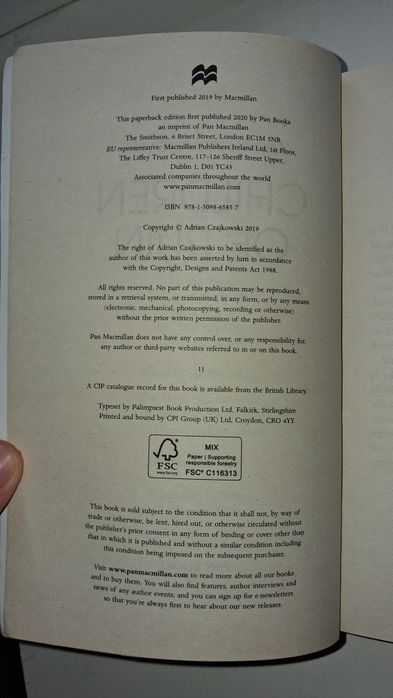 First published 2019 by Macmillan
This paperback edition first published 2020 by Pan Books
an imprint of Pan Macmillan
The Smithson, 6 Briset Street, London EC1M 5NR
EU representative: Macmillan Publishers Ireland Ltd, 1st Floor,
The Liffey Trust Centre, 117–126 Sheriff Street Upper,
Dublin 1, D01 YC43
Associated companies throughout the world
www.panmacmillan.com
ISBN 978-1-5098-6585-7
Copyright © Adrian Czajkowski 2019
The right of Adrian Czajkowski to be identified as the
author of this work has been asserted by him in accordance
with the Copyright, Designs and Patents Act 1988.
All rights reserved. No part of this publication may be reproduced,
stored in a retrieval system, or transmitted, in any form, or by any means
(electronic, mechanical, photocopying, recording or otherwise)
without the prior written permission of the publisher.
Pan Macmillan does not have any control over, or any responsibility for,
any author or third-party websites referred to in or on this book.
11
A CIP catalogue record for this book is available from the British Library.
Typeset by Palimpsest Book Production Ltd, Falkirk, Stirlingshire
Printed and bound by CPI Group (UK) Ltd, Croydon, CR0 4YY
FSC
www.fsc.org
MIX
Paper | Supporting
responsible forestry
FSC® C116313
This book is sold subject to the condition that it shall not, by way of
trade or otherwise, be lent, hired out, or otherwise circulated without
the publisher's prior consent in any form of binding or cover other than
that in which it is published and without a similar condition including
this condition being imposed on the subsequent purchaser.
Visit www.panmacmillan.com to read more about all our books
and to buy them. You will also find features, author interviews and
news of any author events, and you can sign up for e-newsletters
so that you're always first to hear about our new releases.